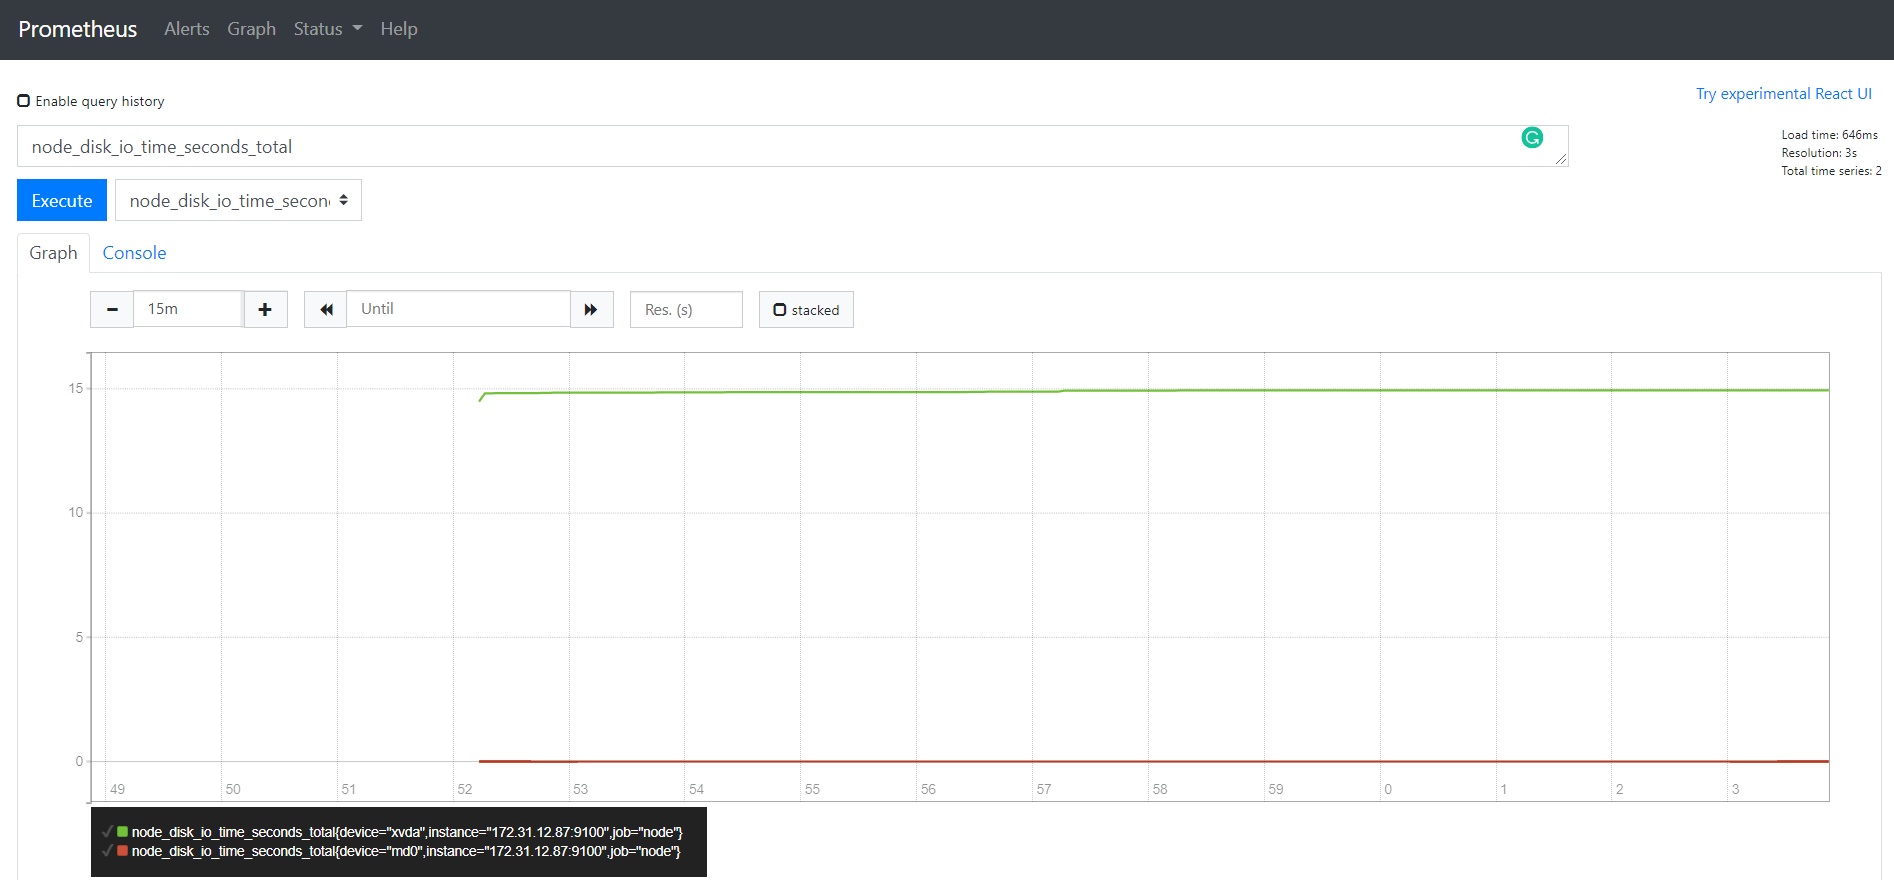 Prometheus Alerts Graph Status Help
Enable query history
Try experimental React UI
node_disk_io_time_seconds_total
Load time: 646ms
Resolution: 3s
Total time series: 2
Execute node_disk_io_time_secon
Graph Console
15m Until Res. (s) stacked
15
10
5
0
49 50 51 52 53 54 55 56 57 58 59 0 1 2 3
node_disk_io_time_seconds_total{device="xvda",instance="172.31.12.87:9100",job="node"}
node_disk_io_time_seconds_total{device="md0",instance="172.31.12.87:9100",job="node"}